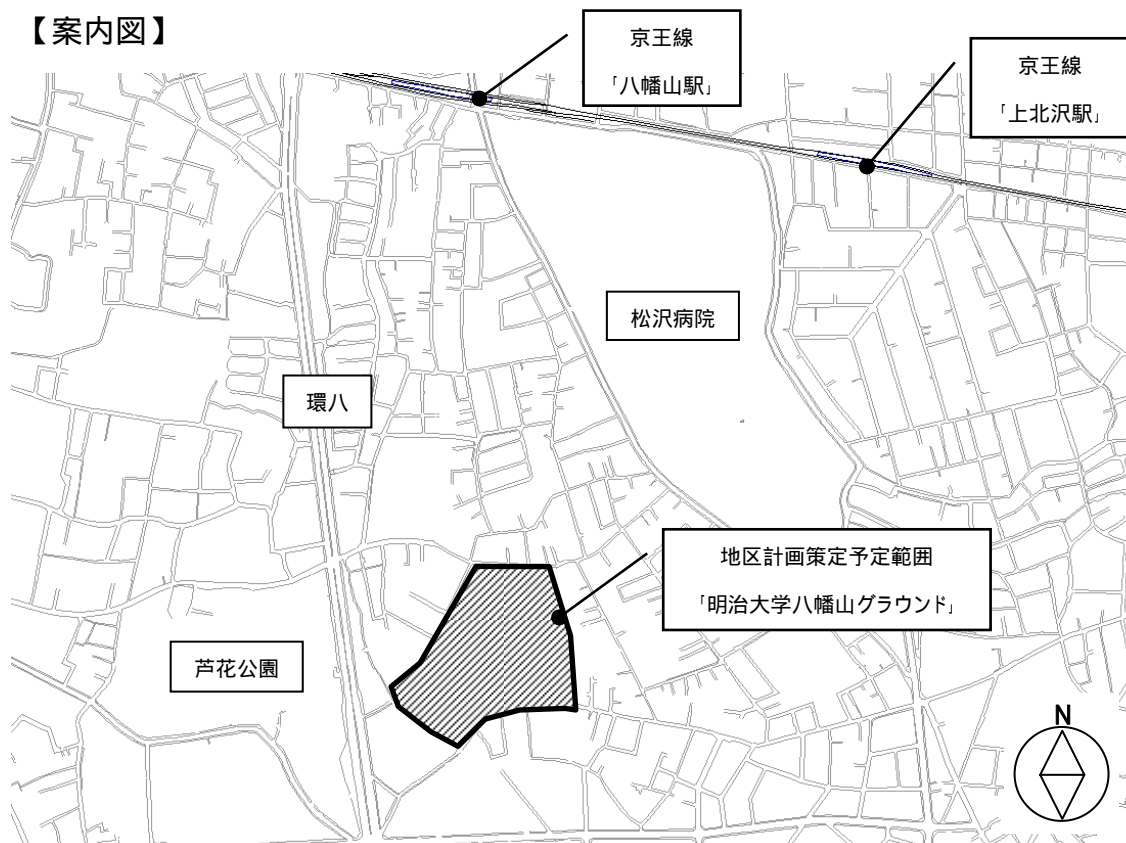 【案内図】
京王線
「八幡山駅」
京王線
「上北沢駅」
松沢病院
環八
地区計画策定予定範囲
「明治大学八幡山グラウンド」
芦花公園
N